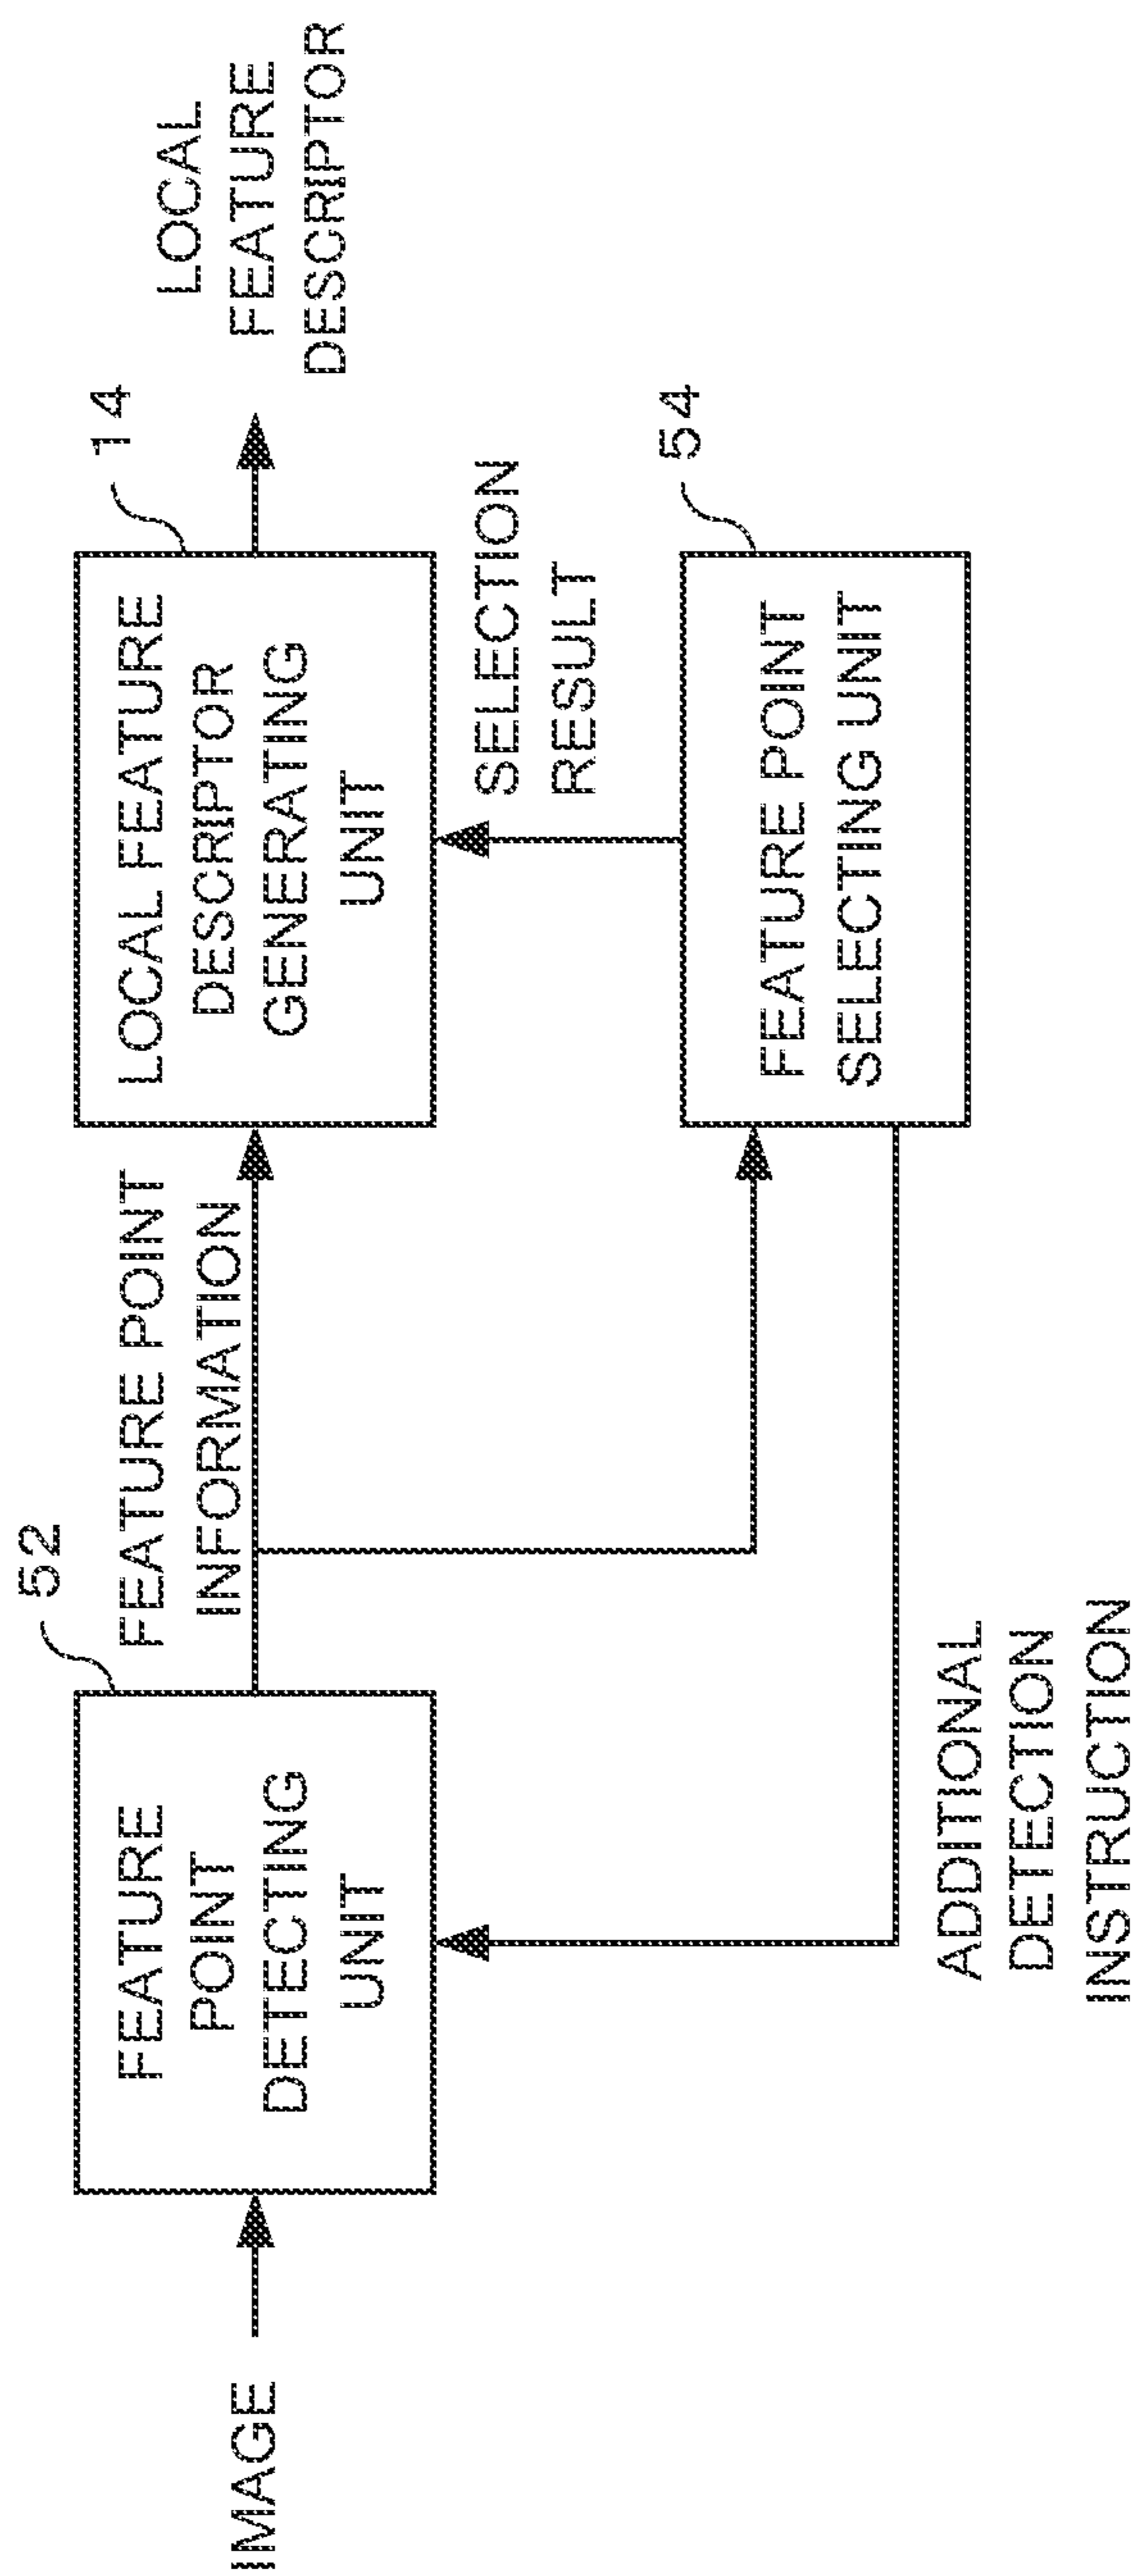 IMAGE
52
FEATURE
POINT
DETECTING
UNIT
FEATURE POINT
INFORMATION
14
LOCAL FEATURE
DESCRIPTOR
GENERATING
UNIT
LOCAL
FEATURE
DESCRIPTOR
SELECTION
RESULT
54
FEATURE POINT
SELECTING UNIT
ADDITIONAL
DETECTION
INSTRUCTION